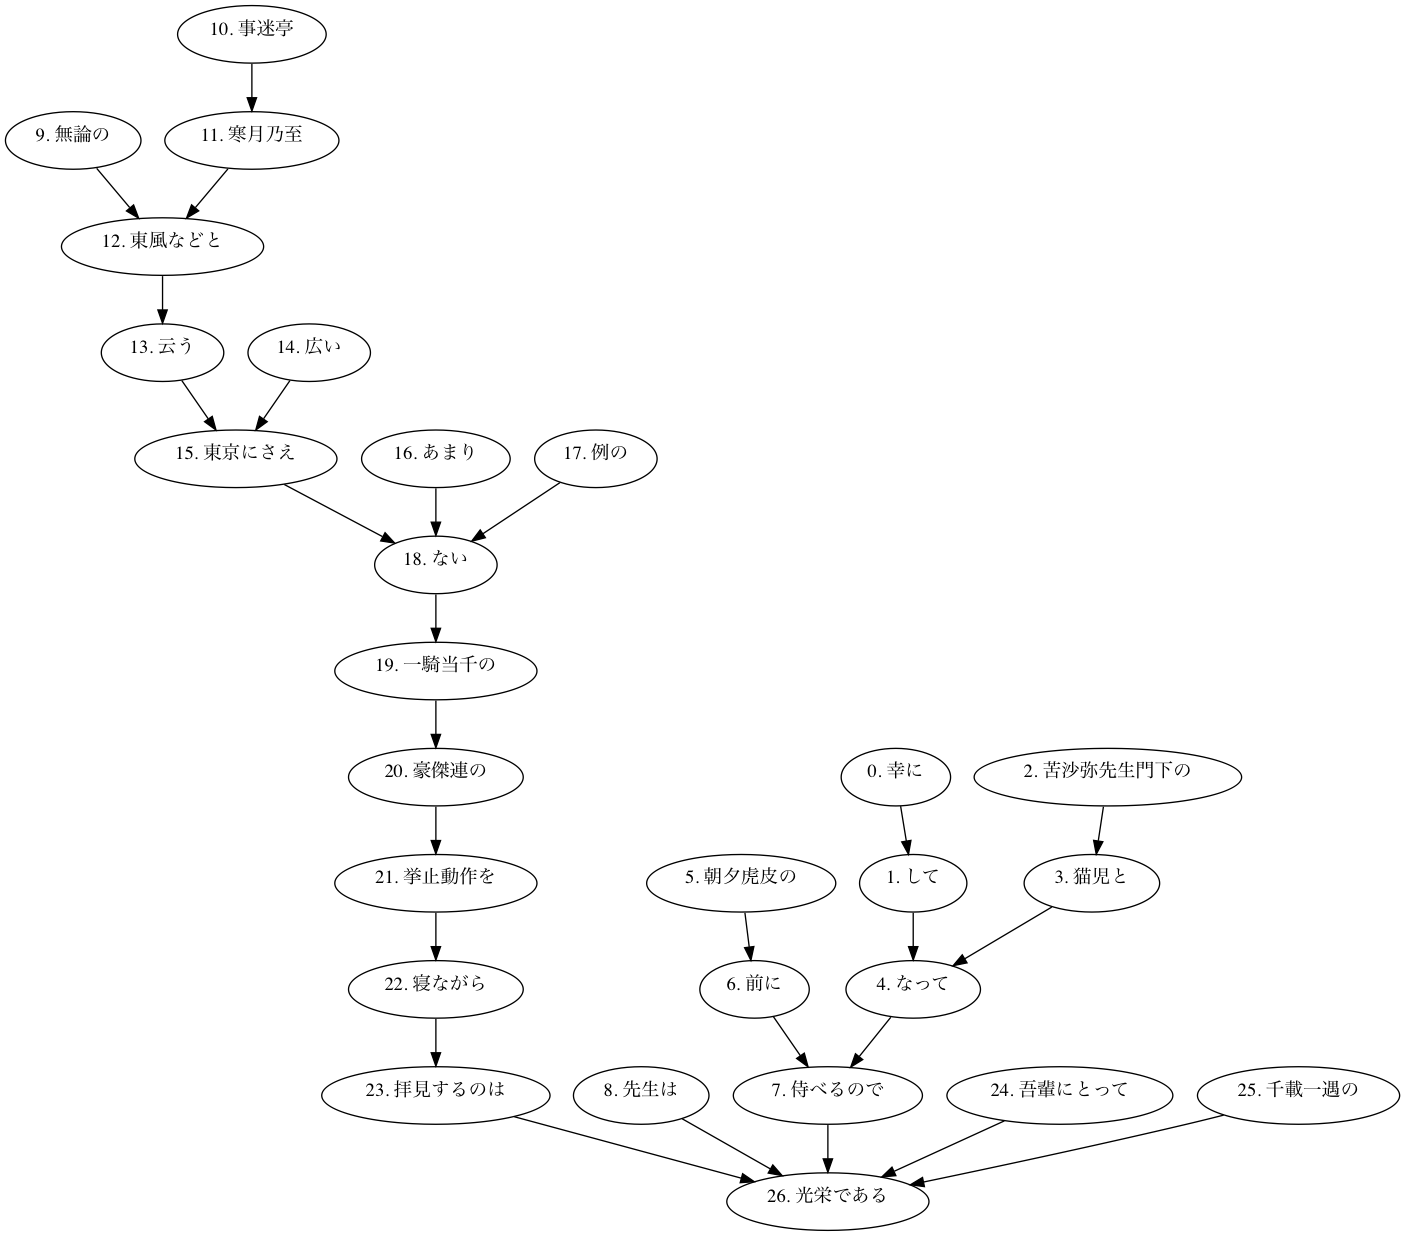 10. 事迷亭
9. 無論の
11. 寒月乃至
12. 東風などと
13. 云う
14. 広い
15. 東京にさえ
16. あまり
17. 例の
18. ない
19. 一騎当千の
20. 豪傑連の
0. 幸に
2. 苦沙弥先生門下の
21. 挙止動作を
5. 朝夕虎皮の
1. して
3. 猫児と
22. 寝ながら
6. 前に
4. なって
23. 拝見するのは
8. 先生は
7. 侍べるので
24. 吾輩にとって
25. 千載一遇の
26. 光栄である